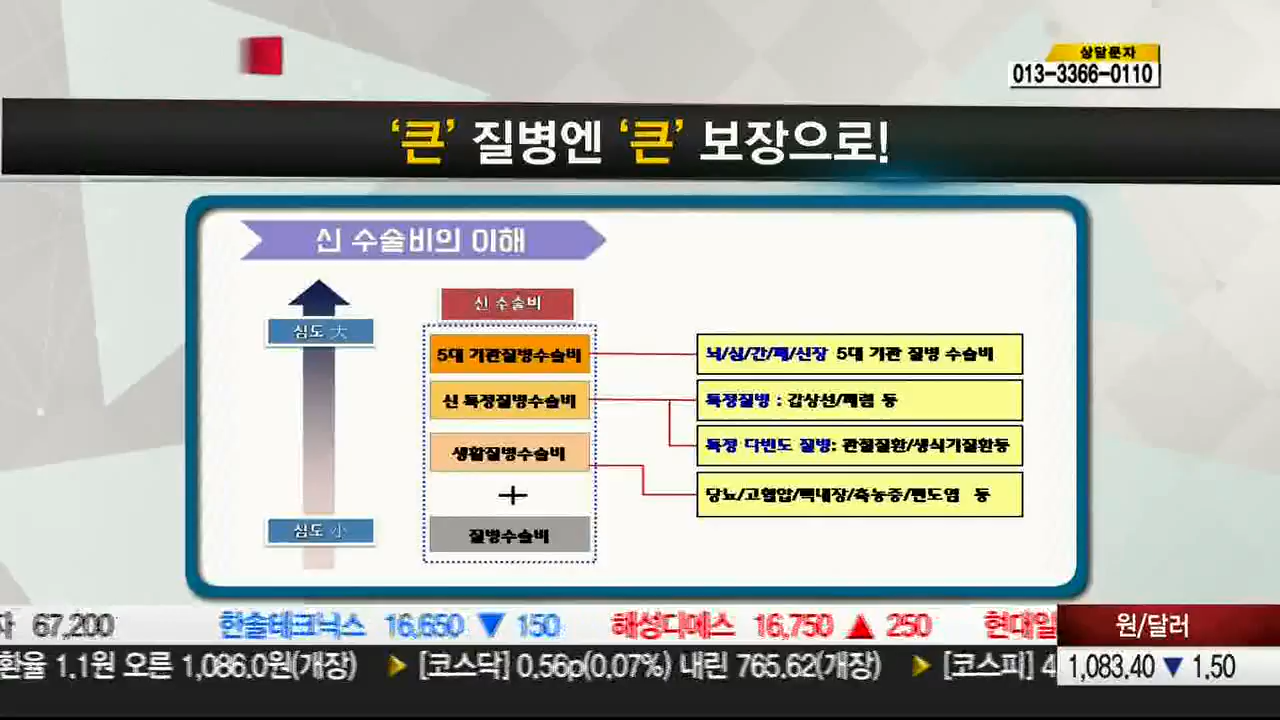 상담문자
013-3366-0110
‘큰’ 질병엔 ‘큰’ 보장으로!
신 수술비의 이해
신 수술비
심도 大
5대 기관질병수술비
뇌/심/간/폐/신장 5대 기관 질병 수술비
신 특정질병수술비
특정질병 : 갑상선/폐렴 등
특정 다빈도 질병: 관절질환/생식기질환등
생활질병수술비
당뇨/고혈압/백내장/축농증/편도염 등
+
심도 小
질병수술비
67,200 한솔테크닉스 16,650 ▼ 150 해성디에스 16,750 ▲ 250 현대일
원/달러
환율 1.1원 오른 1,086.0원(개장) ▶ [코스닥] 0.56p(0.07%) 내린 765.62(개장) ▶ [코스피] 4
1,083.40 ▼ 1.50